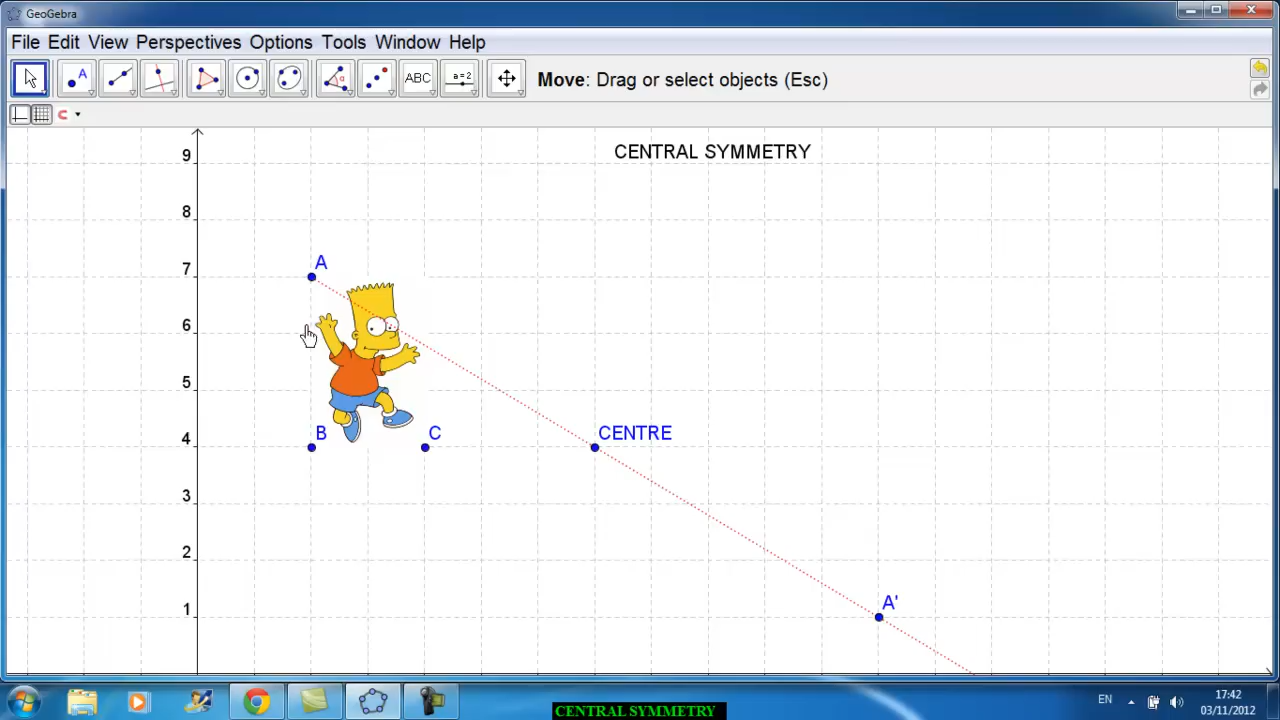 GeoGebra
File Edit View Perspectives Options Tools Window Help
A ABC a=2 Move: Drag or select objects (Esc)
CENTRAL SYMMETRY
9
8
7
6
5
4
3
2
1
A
B
C
CENTRE
A'
EN
17:42
03/11/2012
CENTRAL SYMMETRY